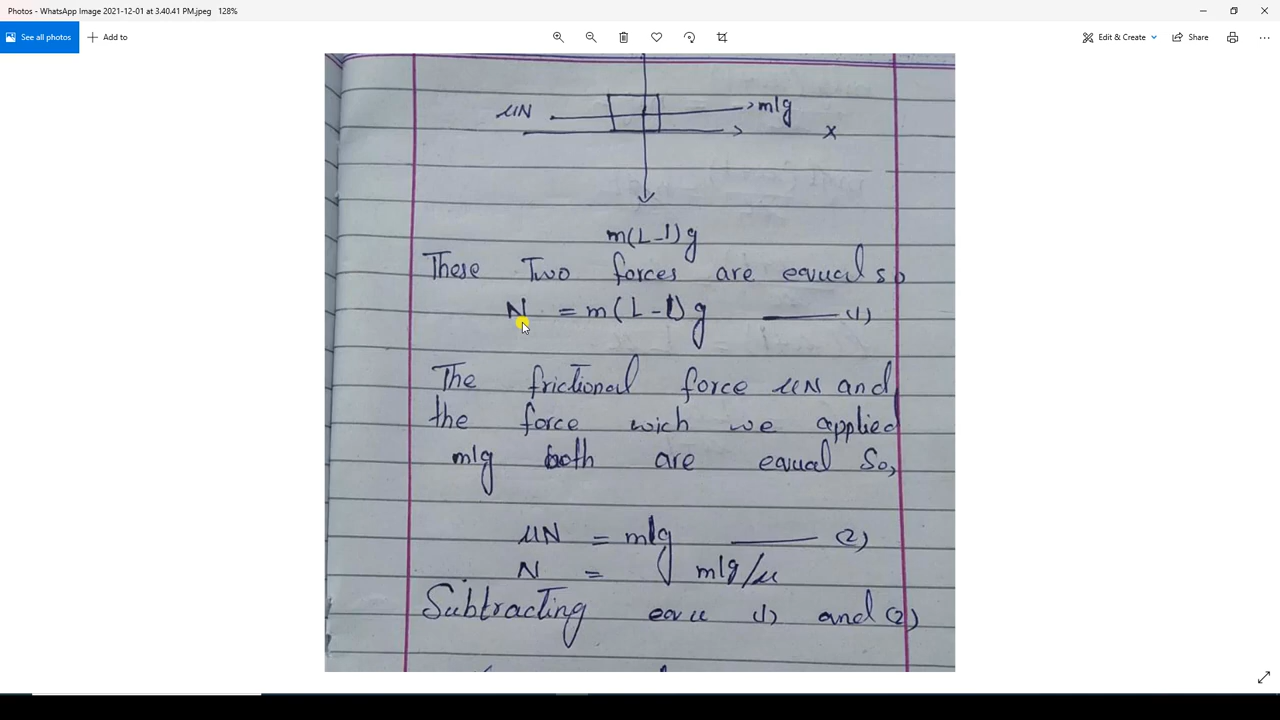 Photos - WhatsApp Image 2021-12-01 at 3.40.41 PM.jpeg 128%
See all photos
Add to
Edit & Create
Share
μN
mlg
x
m(L-l)g
These Two forces are equual so
N = m(L-l)g —— (1)
The frictional force μN and
the force wich we applied
mlg both are equal So,
μN = mlg —— (2)
N = mlg/μ
Subtracting (1) and (2)